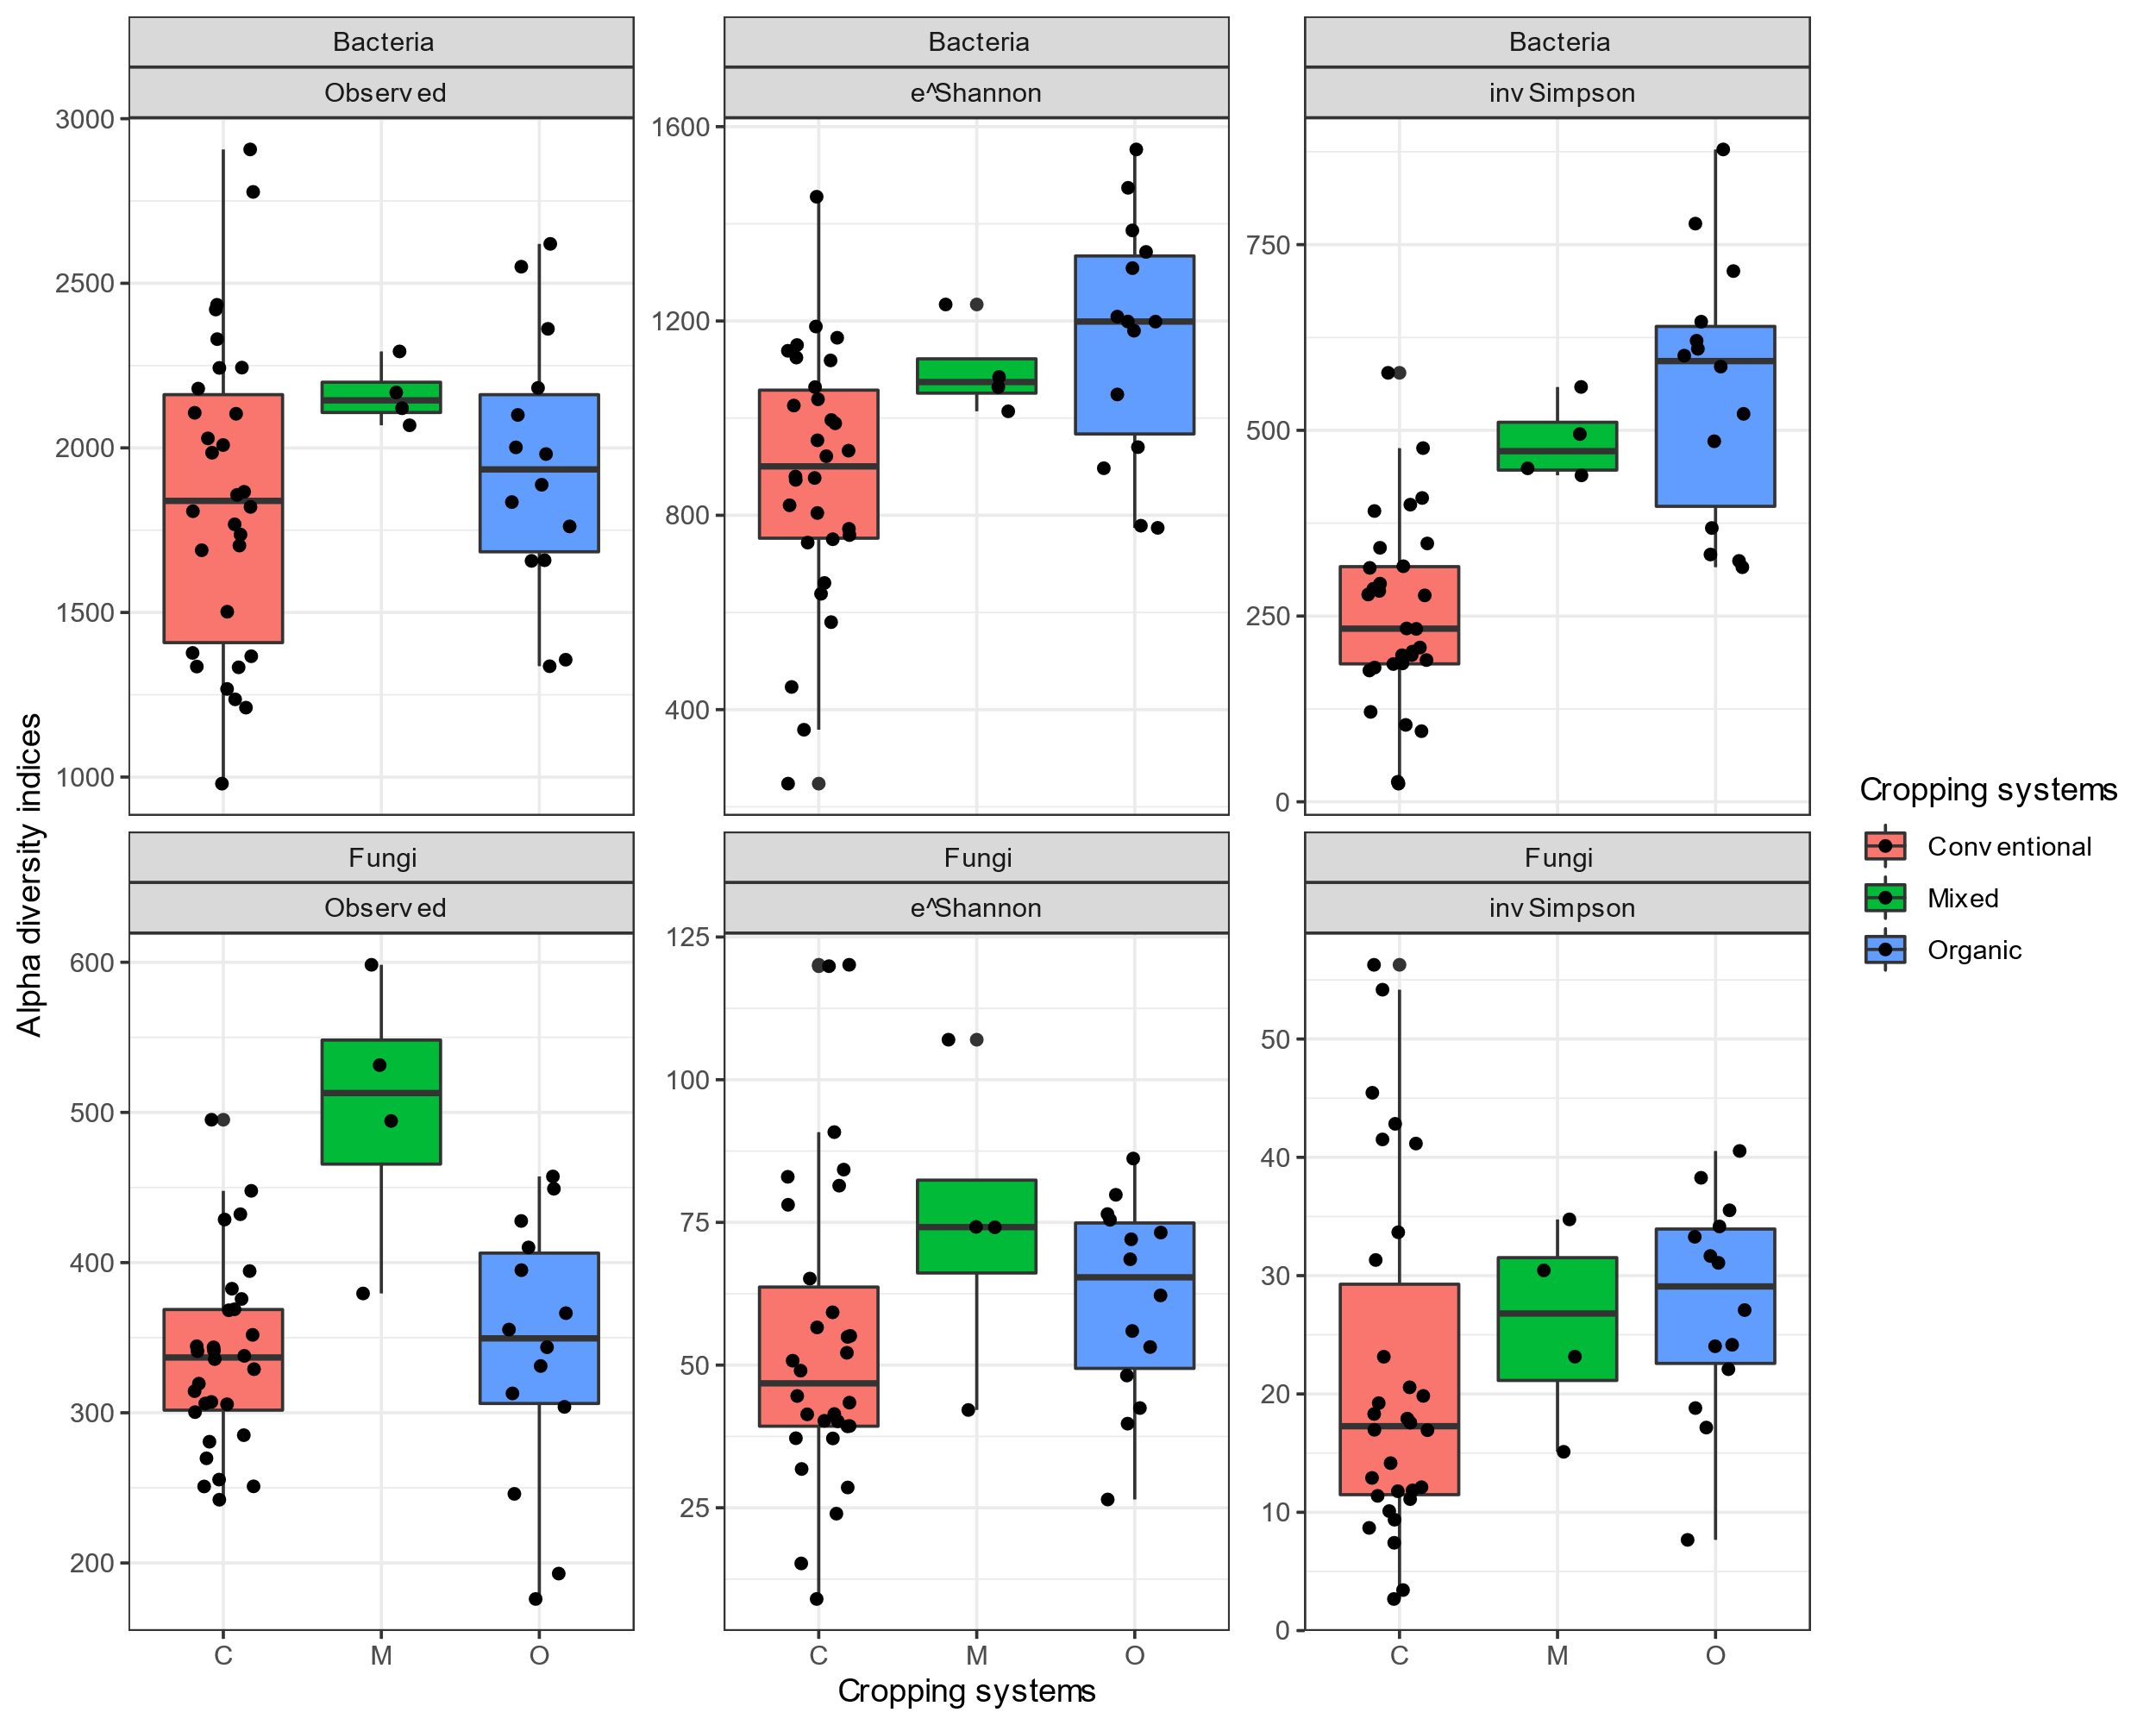 Bacteria
Observed
Bacteria
e^Shannon
Bacteria
invSimpson
3000
2500
2000
1500
1000
1600
1200
800
400
750
500
250
0
Fungi
Observed
Fungi
e^Shannon
Fungi
invSimpson
600
500
400
300
200
125
100
75
50
25
50
40
30
20
10
0
C
M
O
C
M
O
C
M
O
Cropping systems
Alpha diversity indices
Cropping systems
Conventional
Mixed
Organic